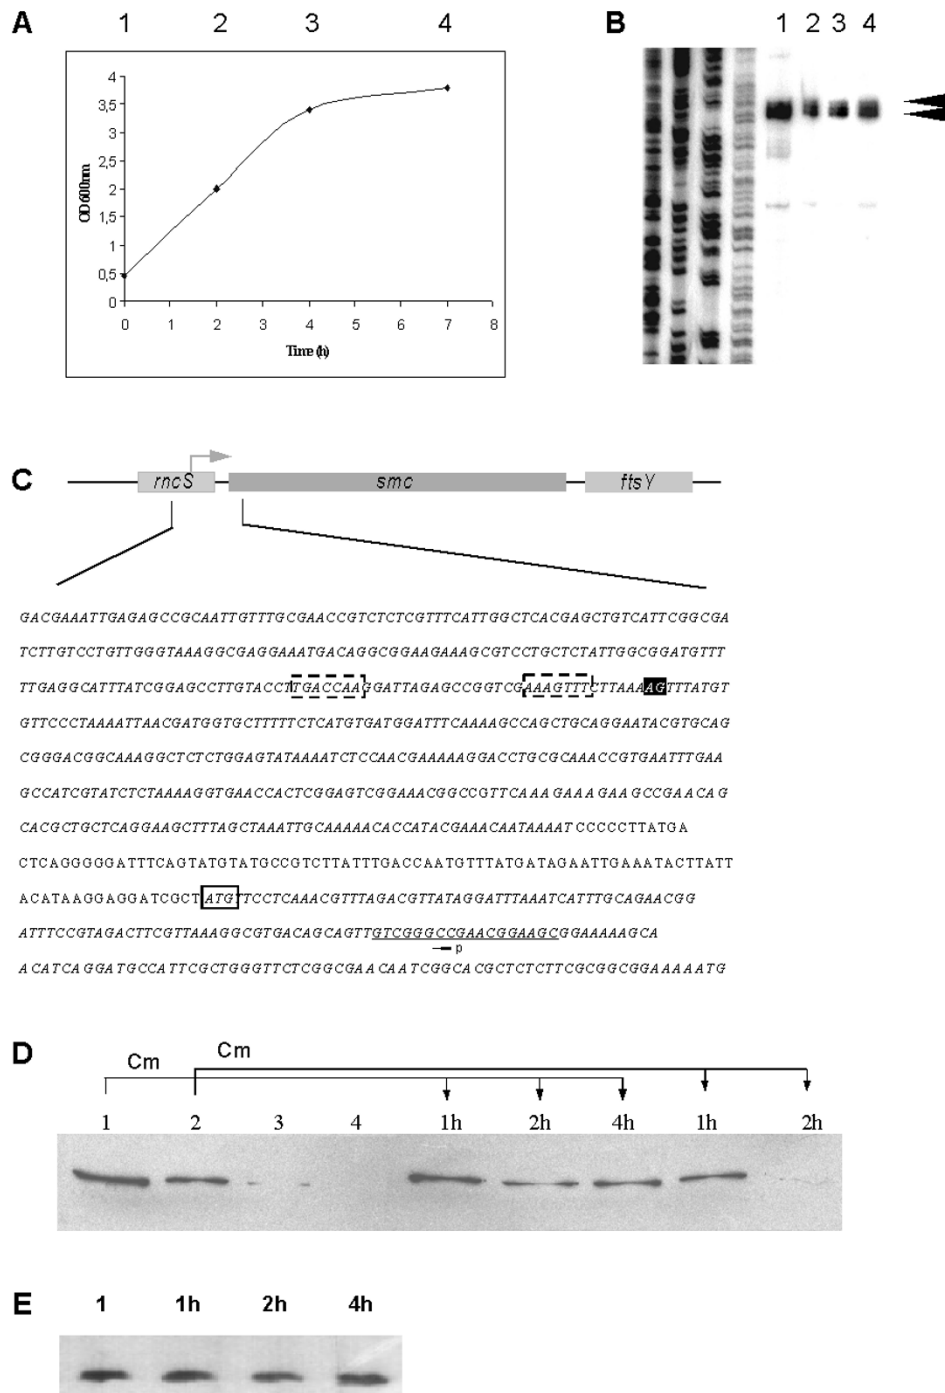 A 1 2 3 4
B 1 2 3 4
OD 600nm
4
3,5
3
2,5
2
1,5
1
0,5
0
0 1 2 3 4 5 6 7 8
Time (h)
C
rncS smc ftsY
GACGAAATTGAGAGCCGCAATTGTTTGCGAACCGTCTCTCGTTTCATTGGCTCACGAGCTGTCATTCGGCGA
TCTTGTCCTGTTGGGTAAAGGCGAGGAAATGACAGGCGGAAGAAAGCGTCCTGCTCTATTGGCGGATGTTT
TTGAGGCATTTATCGGAGCCTTGTACCTTGACCAAGGATTAGAGCCGGTCGAAAGTTTCTTAAAAGTTTATGT
GTTCCCTAAAATTAACGATGGTGCTTTTTCTCATGTGATGGATTTCAAAAGCCAGCTGCAGGAATACGTGCAG
CGGGACGGCAAAGGCTCTCTGGAGTATAAAATCTCCAACGAAAAAGGACCTGCGCAAACCGTGAATTTGAA
GCCATCGTATCTCTAAAAGGTGAACCACTCGGAGTCGGAAACGGCCGTTCAAAGAAAGAAGCCGAACAG
CACGCTGCTCAGGAAGCTTTAGCTAAATTGCAAAAACACCATACGAAACAATAAAATCCCCCTTATGA
CTCAGGGGGATTTCAGTATGTATGCCGTCTTATTTGACCAATGTTTATGATAGAATTGAAATACTTATT
ACATAAGGAGGATCGCTATGTTCCTCAAACGTTTAGACGTTATAGGATTTAAATCATTTGCAGAACGG
ATTTCCGTAGACTTCGTTAAAGGCGTGACAGCAGTTGTCGGGCCGAACGGAAGCGGAAAAAGCA
p
ACATCAGGATGCCATTCGCTGGGTTCTCGGCGAACAATCGGCACGCTCTCTTCGCGGCGGAAAAATG
D Cm Cm
1 2 3 4 1h 2h 4h 1h 2h
E 1 1h 2h 4h